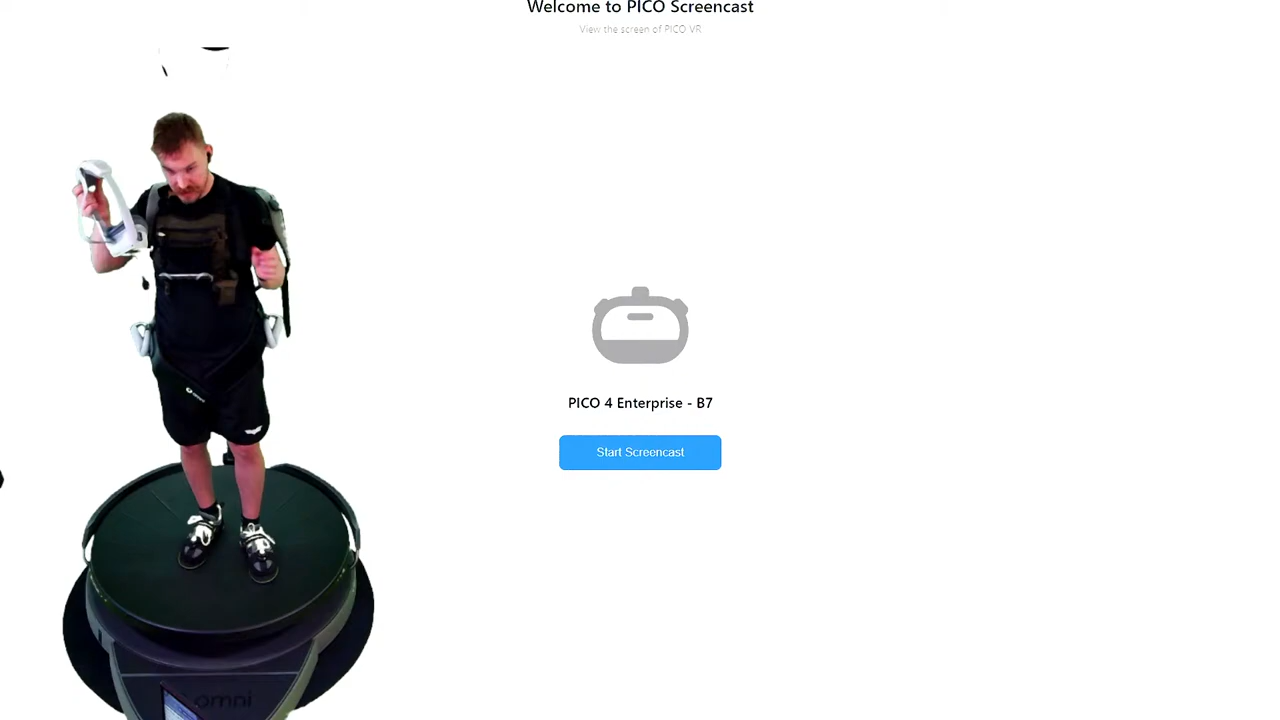 Welcome to PICO Screencast
View the screen of PICO VR
PICO 4 Enterprise - B7
Start Screencast
omni